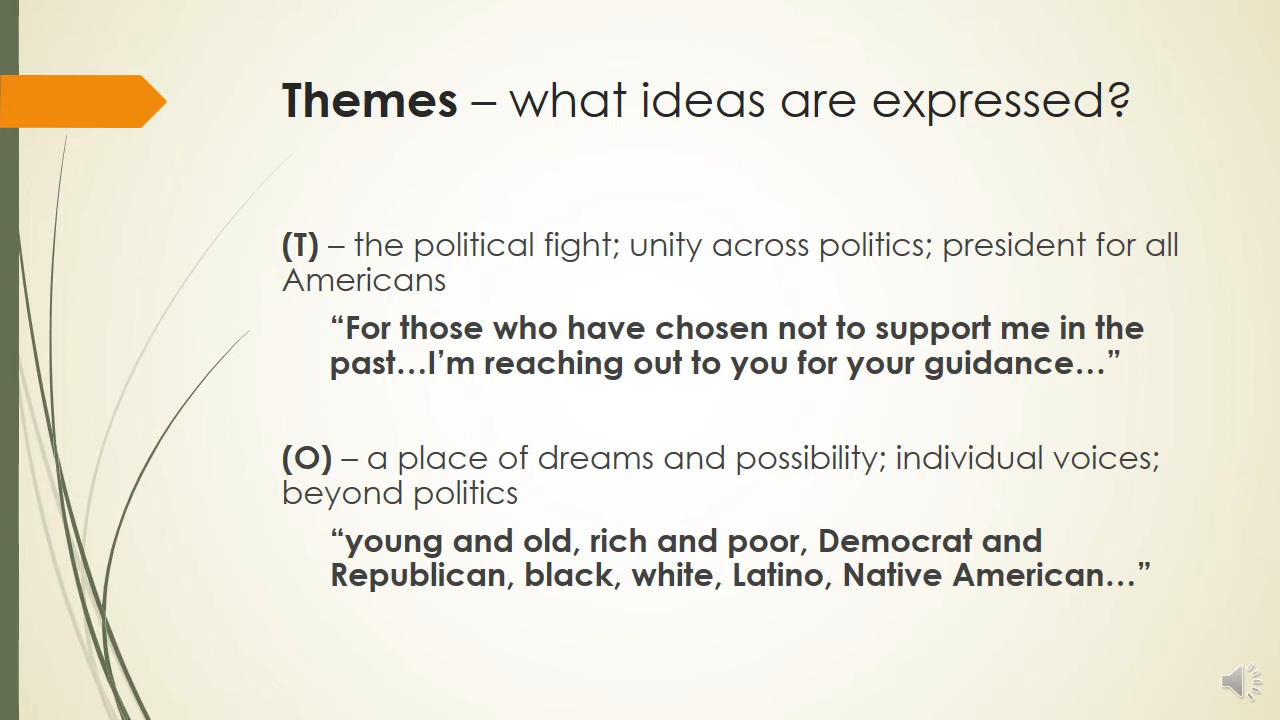 Themes – what ideas are expressed?
(T) – the political fight; unity across politics; president for all
Americans
“For those who have chosen not to support me in the
past…I’m reaching out to you for your guidance…”
(O) – a place of dreams and possibility; individual voices;
beyond politics
“young and old, rich and poor, Democrat and
Republican, black, white, Latino, Native American…”